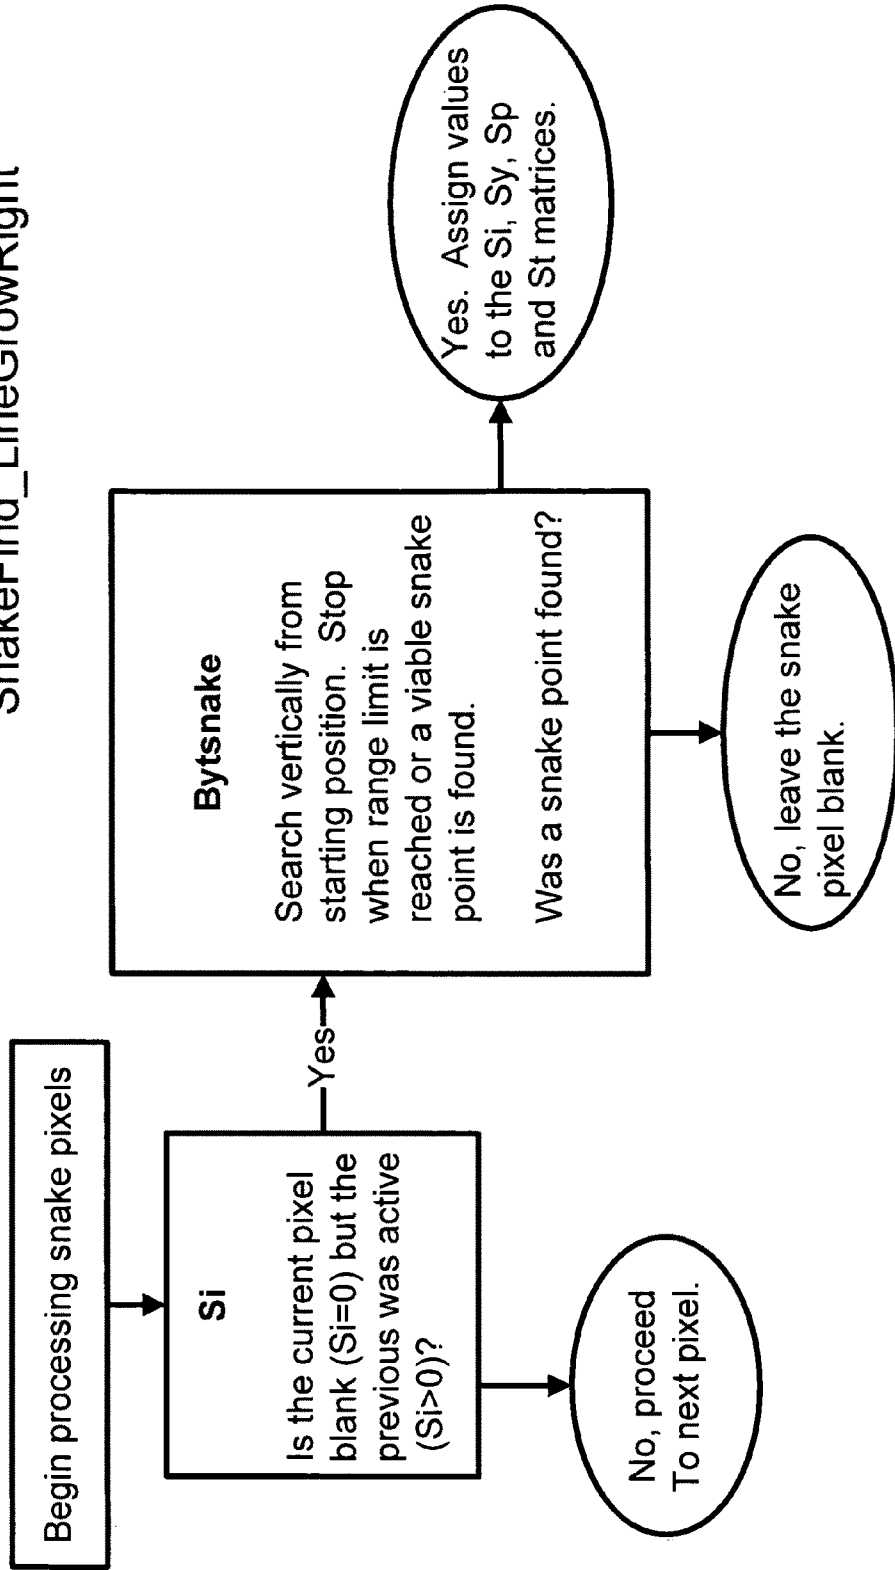 SnakeFind_LineGrowRight
Begin processing snake pixels
Si
Is the current pixel
blank (Si=0) but the
previous was active
(Si>0)?
Yes
No, proceed
To next pixel.
Bytsnake
Search vertically from
starting position. Stop
when range limit is
reached or a viable snake
point is found.
Was a snake point found?
No, leave the snake
pixel blank.
Yes. Assign values
to the Si, Sy, Sp
and St matrices.